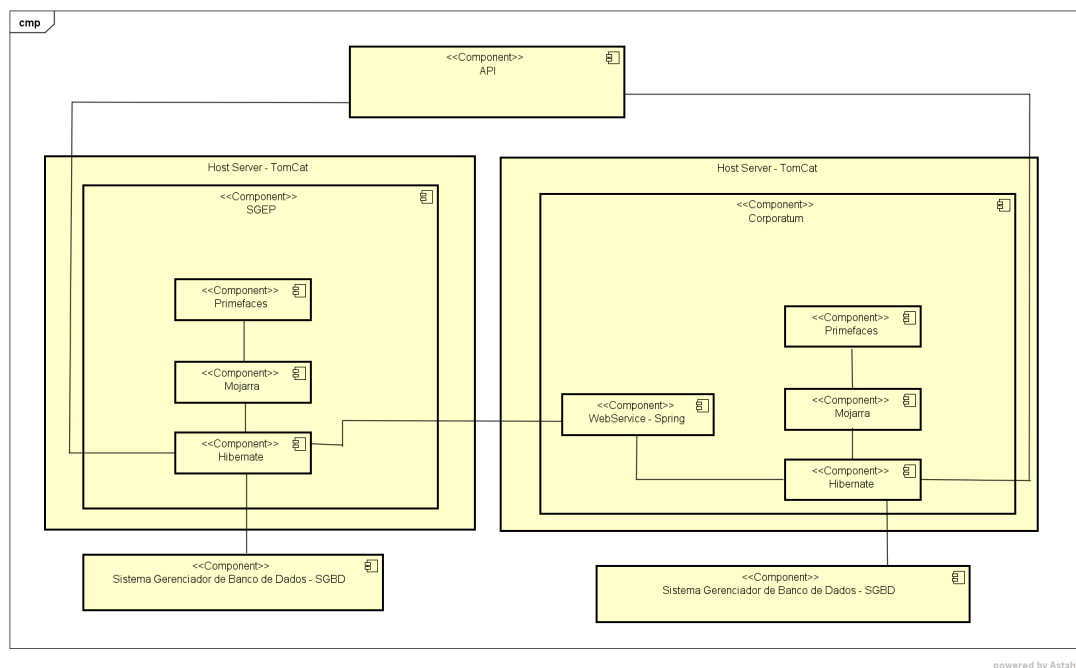 cmp
<<Component>>
API
Host Server - TomCat
<<Component>>
SGEP
<<Component>>
Primefaces
<<Component>>
Mojarra
<<Component>>
Hibernate
<<Component>>
Sistema Gerenciador de Banco de Dados - SGBD
Host Server - TomCat
<<Component>>
Corporatum
<<Component>>
Primefaces
<<Component>>
WebService - Spring
<<Component>>
Mojarra
<<Component>>
Hibernate
<<Component>>
Sistema Gerenciador de Banco de Dados - SGBD
powered by Astah